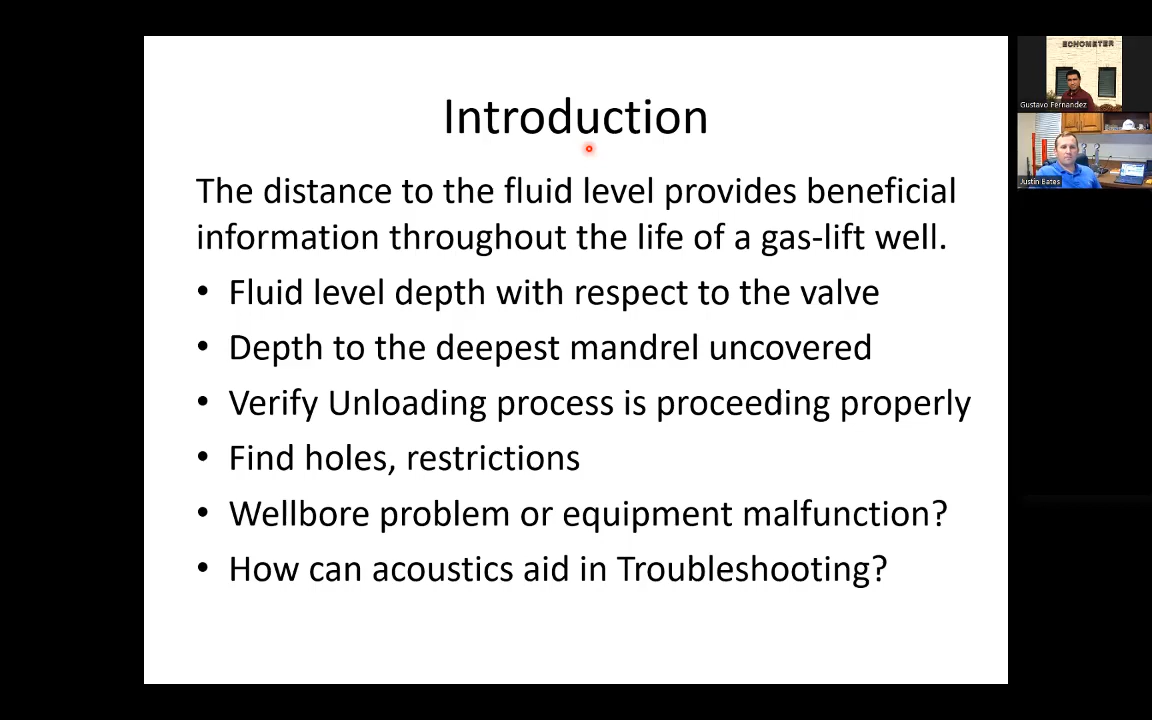 Introduction
The distance to the fluid level provides beneficial
information throughout the life of a gas-lift well.
• Fluid level depth with respect to the valve
• Depth to the deepest mandrel uncovered
• Verify Unloading process is proceeding properly
• Find holes, restrictions
• Wellbore problem or equipment malfunction?
• How can acoustics aid in Troubleshooting?
ECHOMETER
Gustavo Fernandez
Justin Bates